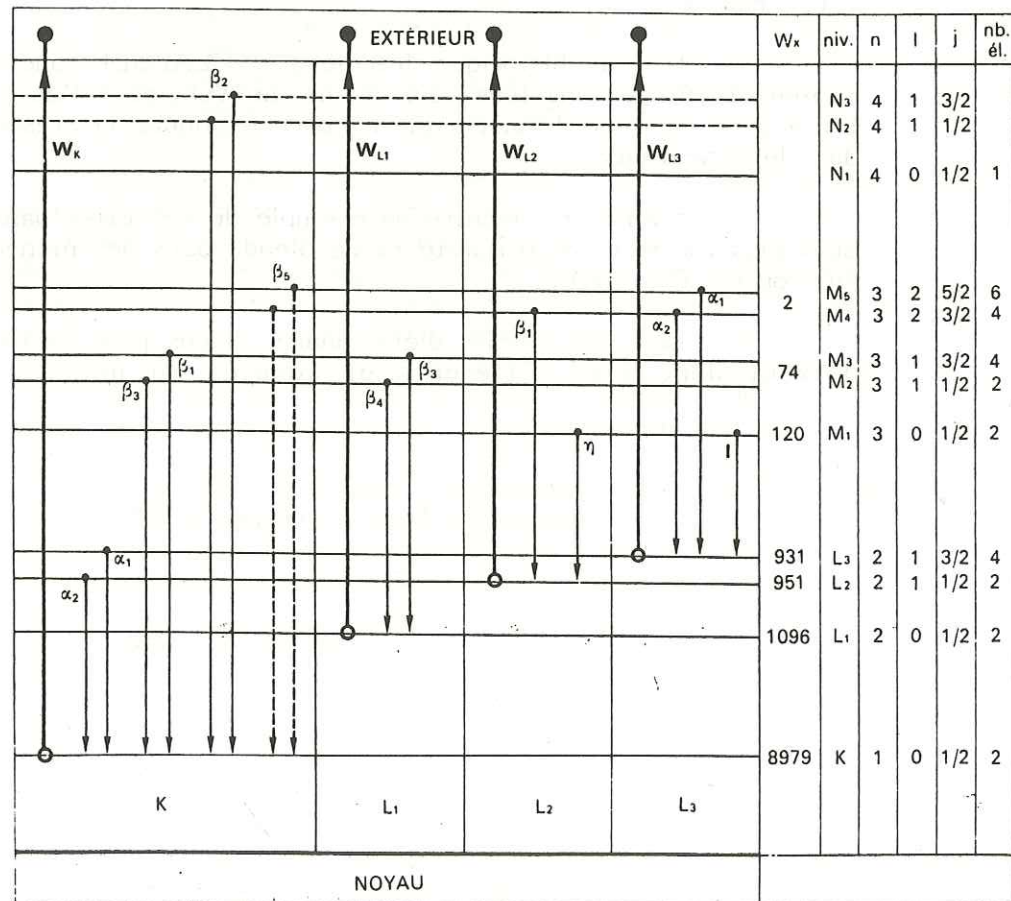 EXTÉRIEUR Wx niv. n l j nb. él.
β₂ N₃ 4 1 3/2
N₂ 4 1 1/2
W_K W_L1 W_L2 W_L3
N₁ 4 0 1/2 1
β₅ α₁ M₅ 3 2 5/2 6
2
β₁ α₂ M₄ 3 2 3/2 4
β₁ β₃ M₃ 3 1 3/2 4
74
β₃ β₄ M₂ 3 1 1/2 2
η l 120 M₁ 3 0 1/2 2
α₁ 931 L₃ 2 1 3/2 4
α₂ 951 L₂ 2 1 1/2 2
1096 L₁ 2 0 1/2 2
8979 K 1 0 1/2 2
K L₁ L₂ L₃
NOYAU